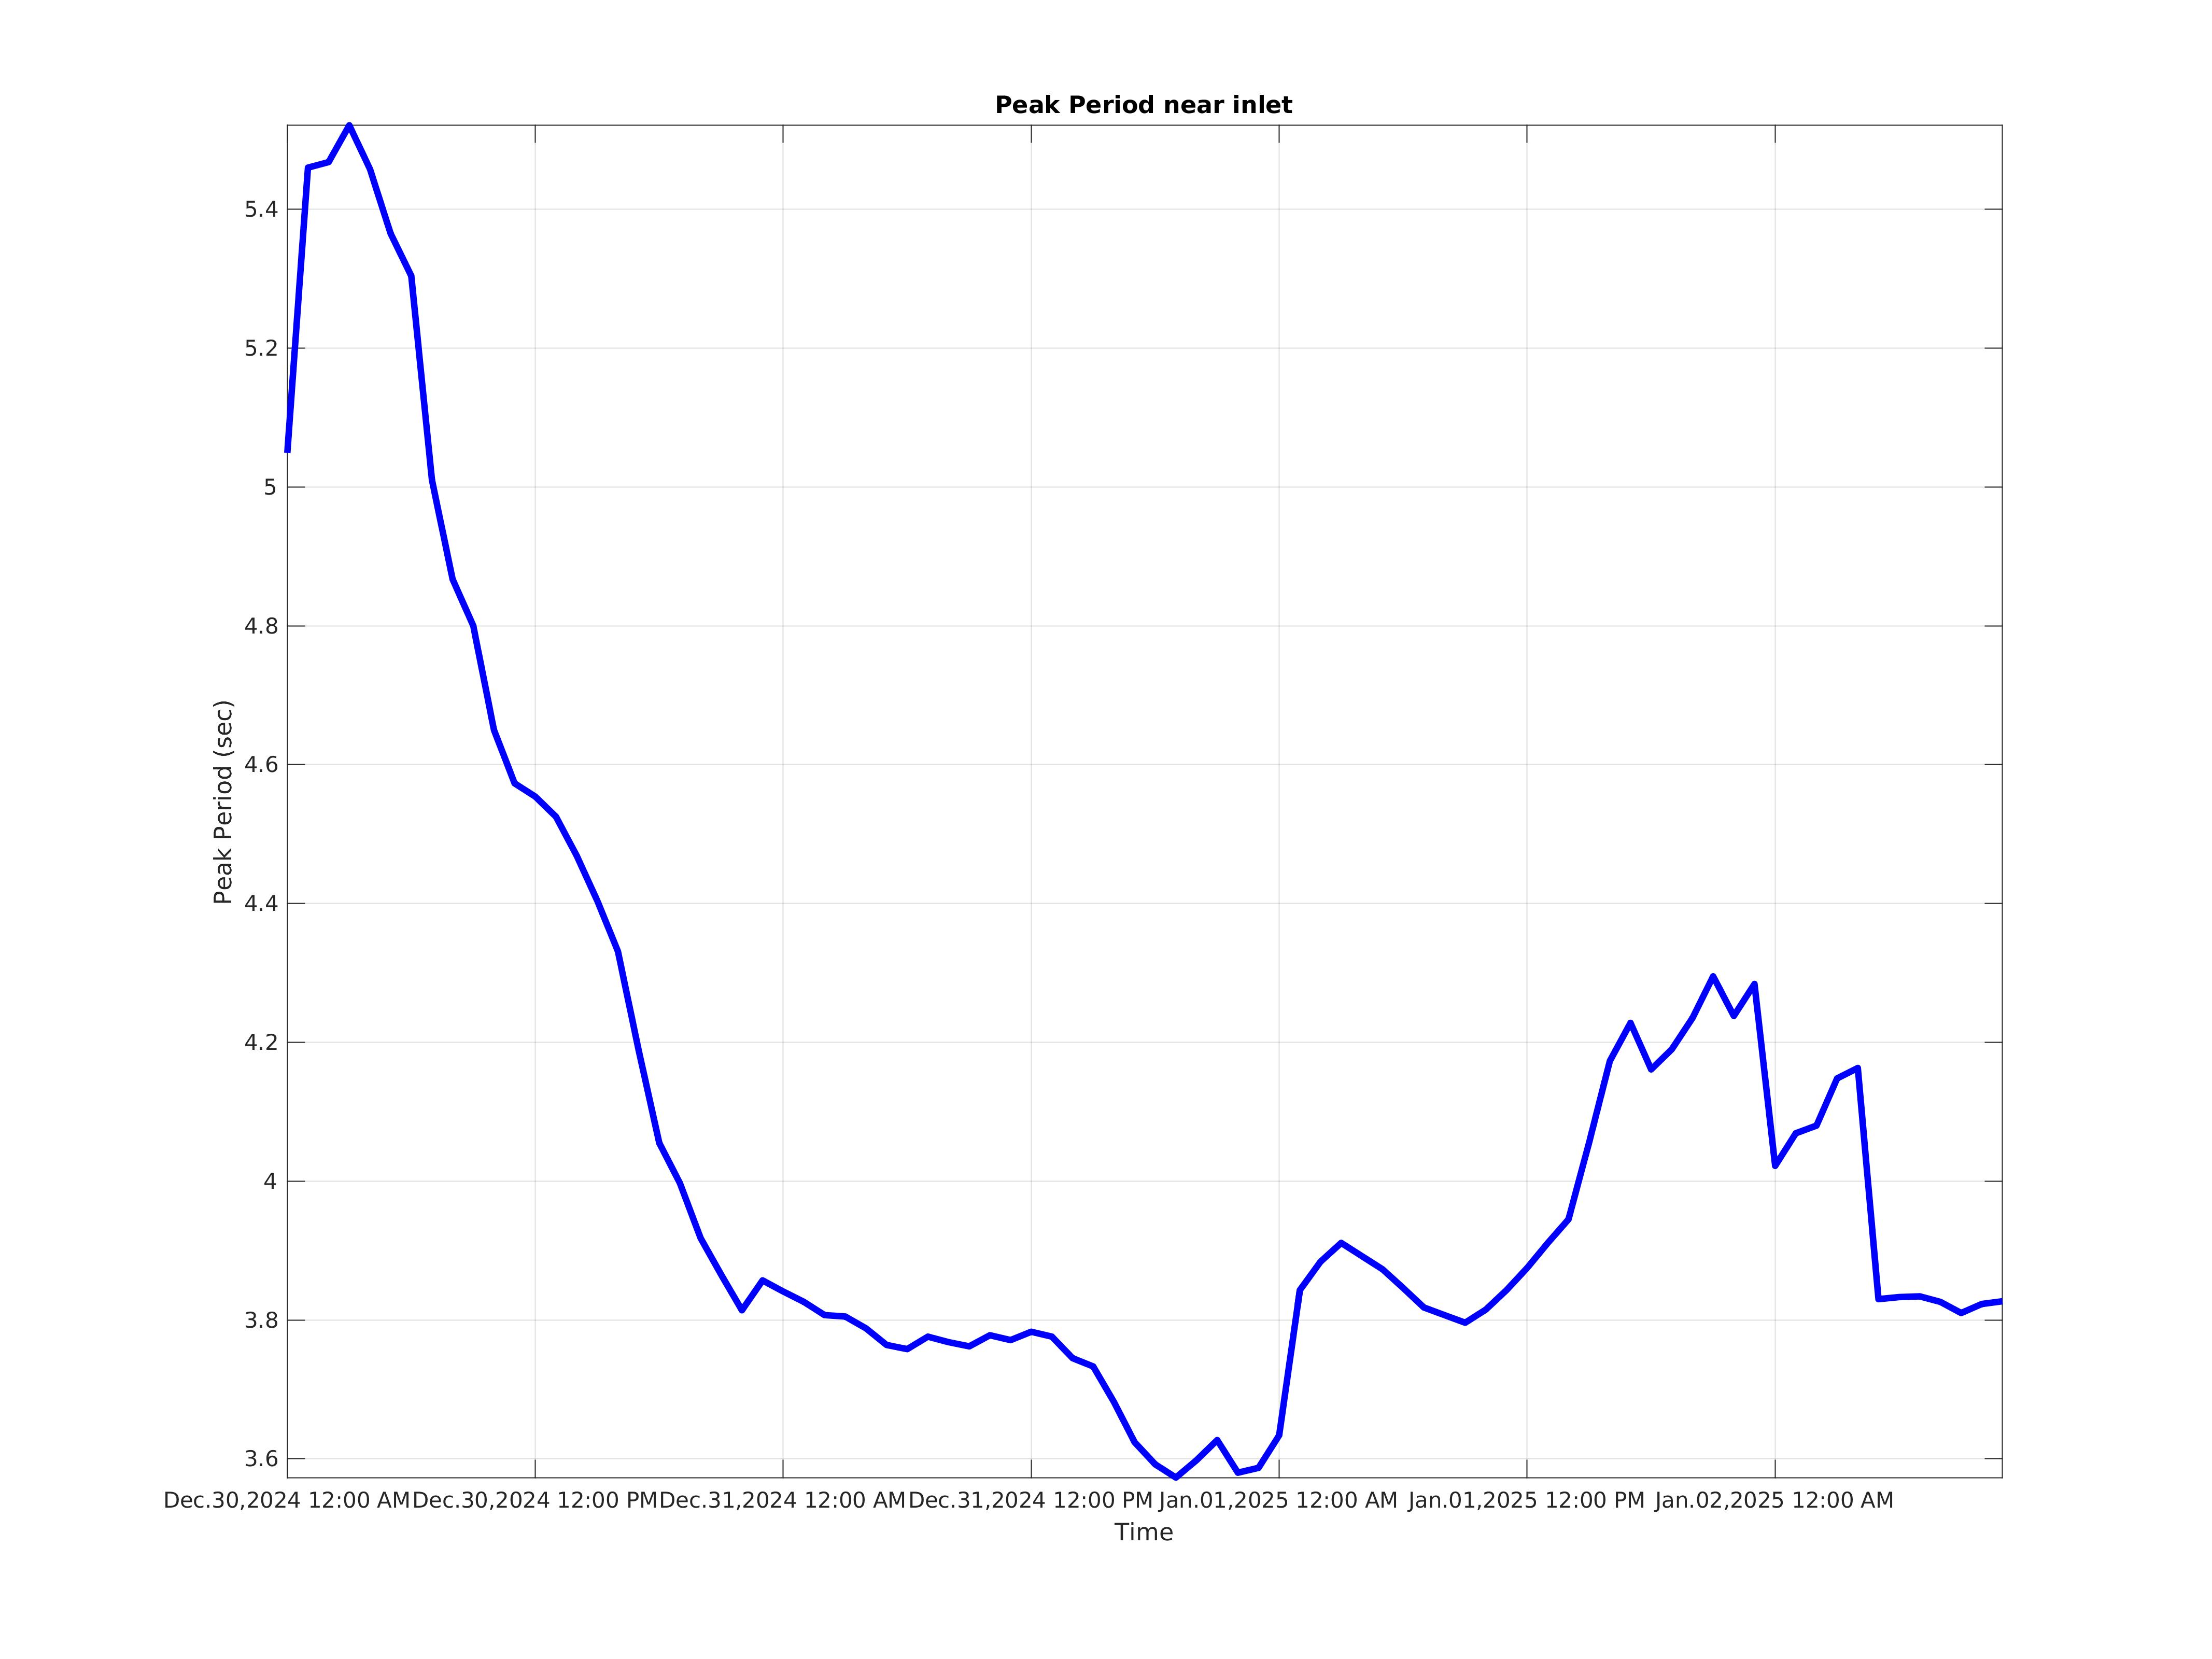 Peak Period near inlet
5.4
5.2
5
4.8
4.6
4.4
4.2
4
3.8
3.6
Peak Period (sec)
Dec.30,2024 12:00 AM Dec.30,2024 12:00 PM Dec.31,2024 12:00 AM Dec.31,2024 12:00 PM Jan.01,2025 12:00 AM Jan.01,2025 12:00 PM Jan.02,2025 12:00 AM
Time